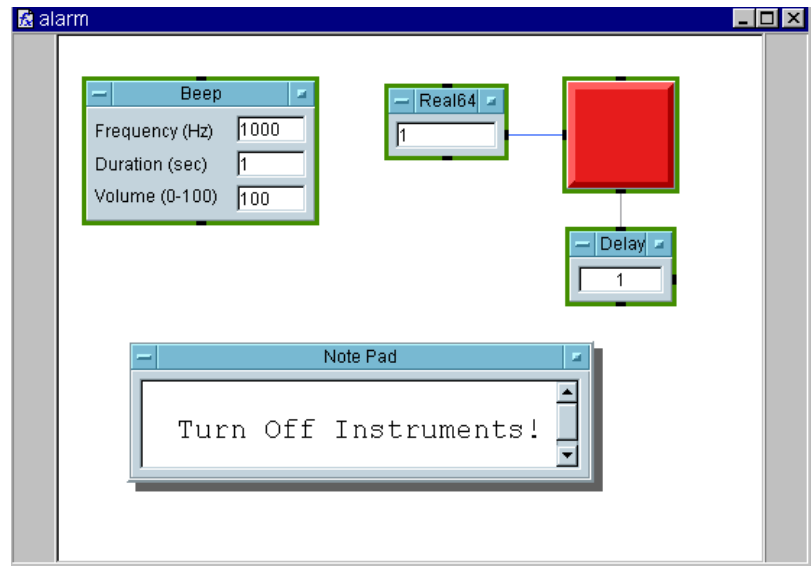 alarm
Beep
Frequency (Hz) 1000
Duration (sec) 1
Volume (0-100) 100
Real64
1
Delay
1
Note Pad
Turn Off Instruments!